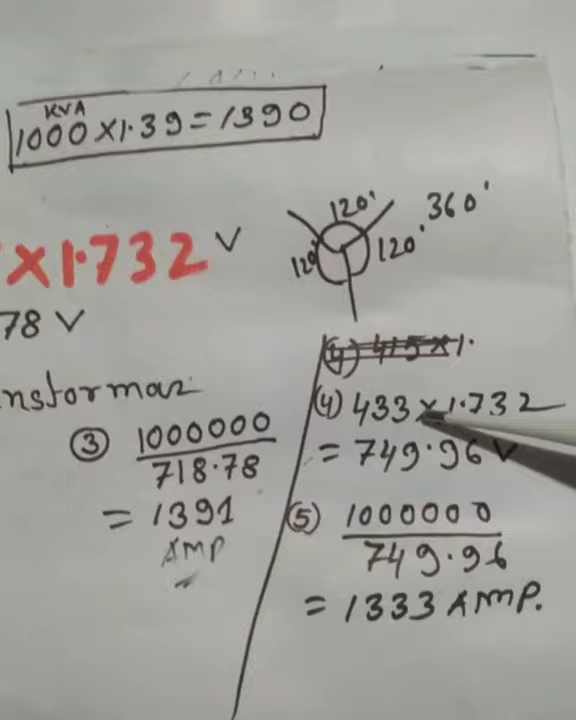 KVA
1000 X 1.39 = 1390
120°
360°
120°
120°
X1.732 V
78 V
(4) 415 X 1.
nsformar
(4) 433 X 1.732
= 749.96 V
③ 1000000
718.78
= 1391
AMP
(5) 1000000
749.96
= 1333 AMP.